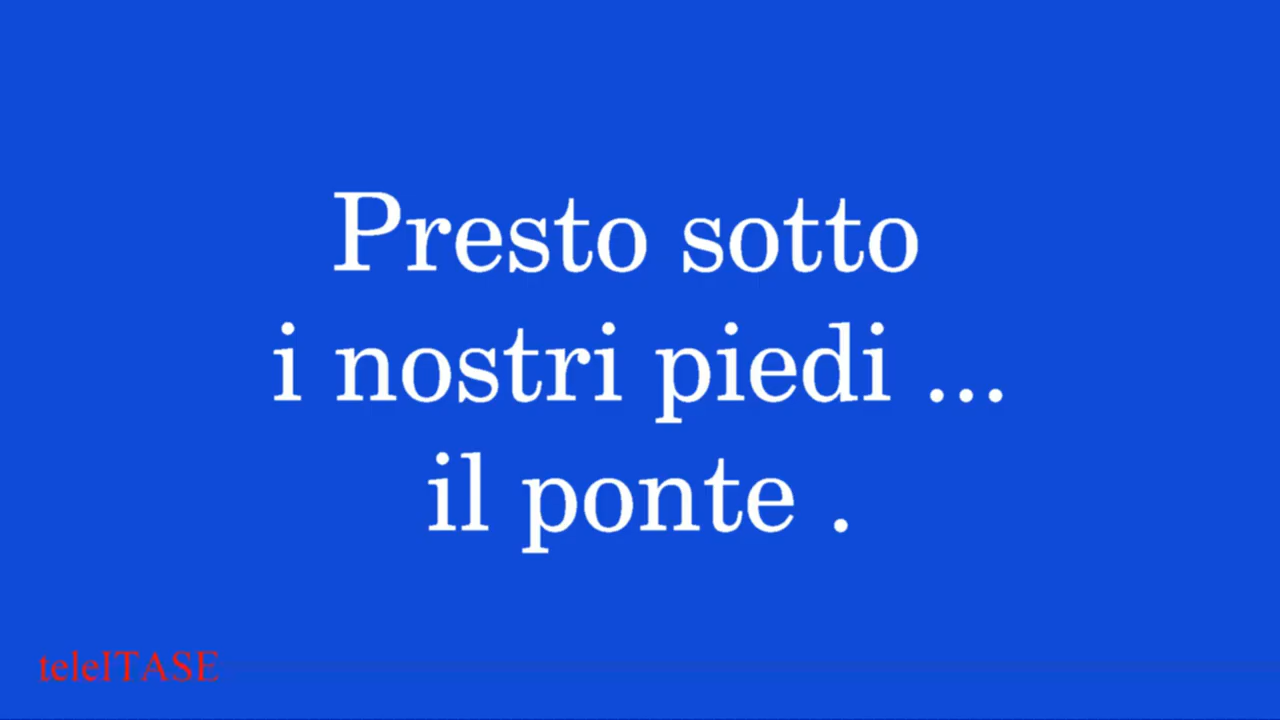 Presto sotto
i nostri piedi ...
il ponte .
teleITASE